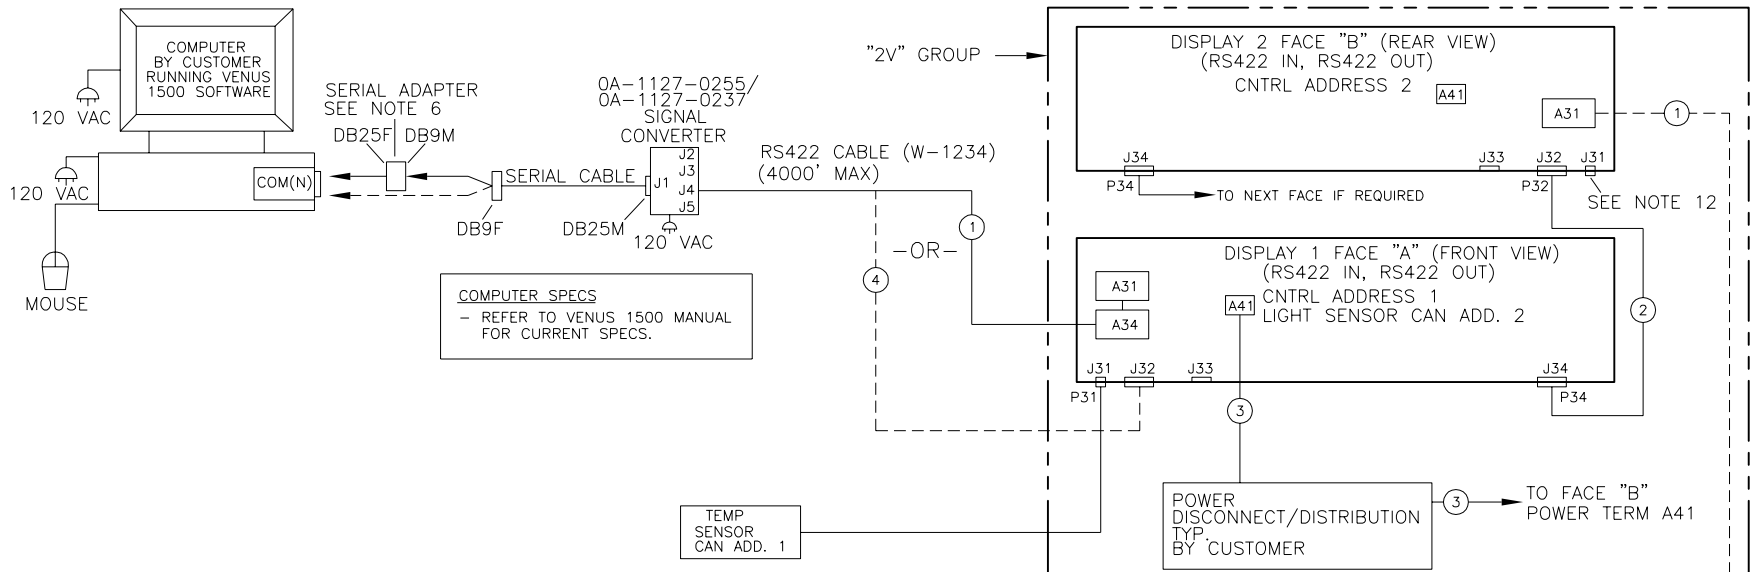 COMPUTER
BY CUSTOMER
RUNNING VENUS
1500 SOFTWARE
120 VAC
120 VAC
COM(N)
MOUSE
SERIAL ADAPTER
SEE NOTE 6
DB25F
DB9M
DB9F
SERIAL CABLE
0A-1127-0255/
0A-1127-0237
SIGNAL
CONVERTER
J2
J3
J1
J4
J5
DB25M
120 VAC
RS422 CABLE (W-1234)
(4000' MAX)
1
-OR-
4
COMPUTER SPECS
- REFER TO VENUS 1500 MANUAL
FOR CURRENT SPECS.
"2V" GROUP
DISPLAY 2 FACE "B" (REAR VIEW)
(RS422 IN, RS422 OUT)
CNTRL ADDRESS 2
A41
A31
1
J34
J33
J32
J31
P34
TO NEXT FACE IF REQUIRED
P32
SEE NOTE 12
DISPLAY 1 FACE "A" (FRONT VIEW)
(RS422 IN, RS422 OUT)
CNTRL ADDRESS 1
LIGHT SENSOR CAN ADD. 2
A31
A34
A41
2
J31
J32
J33
J34
P31
P34
3
TEMP
SENSOR
CAN ADD. 1
POWER
DISCONNECT/DISTRIBUTION
TYP.
BY CUSTOMER
3
TO FACE "B"
POWER TERM A41